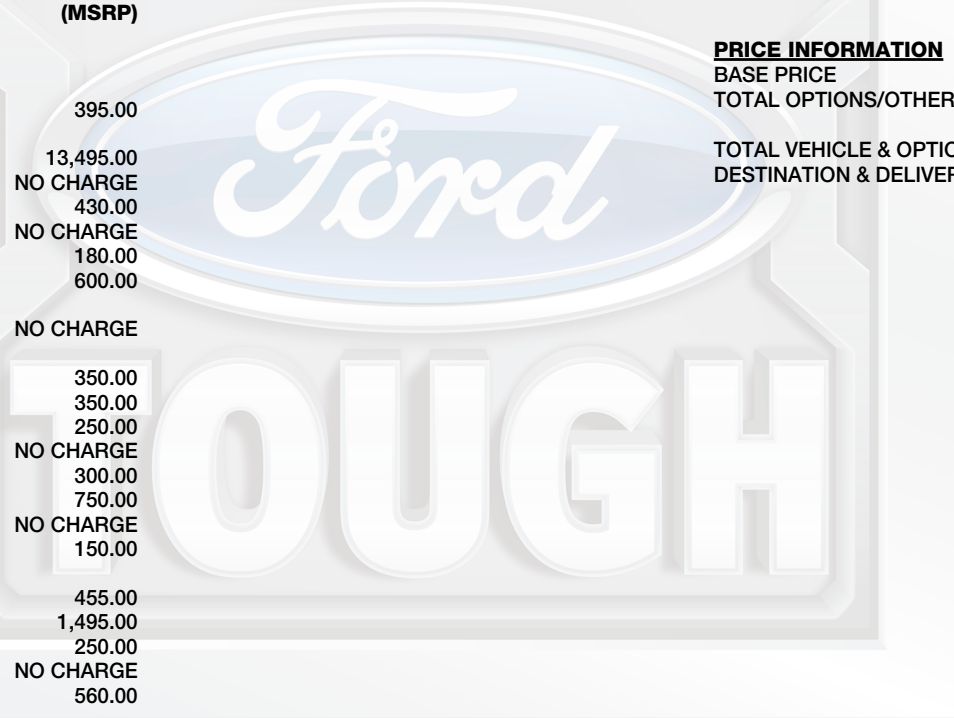 (MSRP)
395.00
13,495.00
NO CHARGE
430.00
NO CHARGE
180.00
600.00
NO CHARGE
350.00
350.00
250.00
NO CHARGE
300.00
750.00
NO CHARGE
150.00
455.00
1,495.00
250.00
NO CHARGE
560.00
PRICE INFORMATION
BASE PRICE
TOTAL OPTIONS/OTHER
TOTAL VEHICLE & OPTIO
DESTINATION & DELIVER
Ford
TOUGH